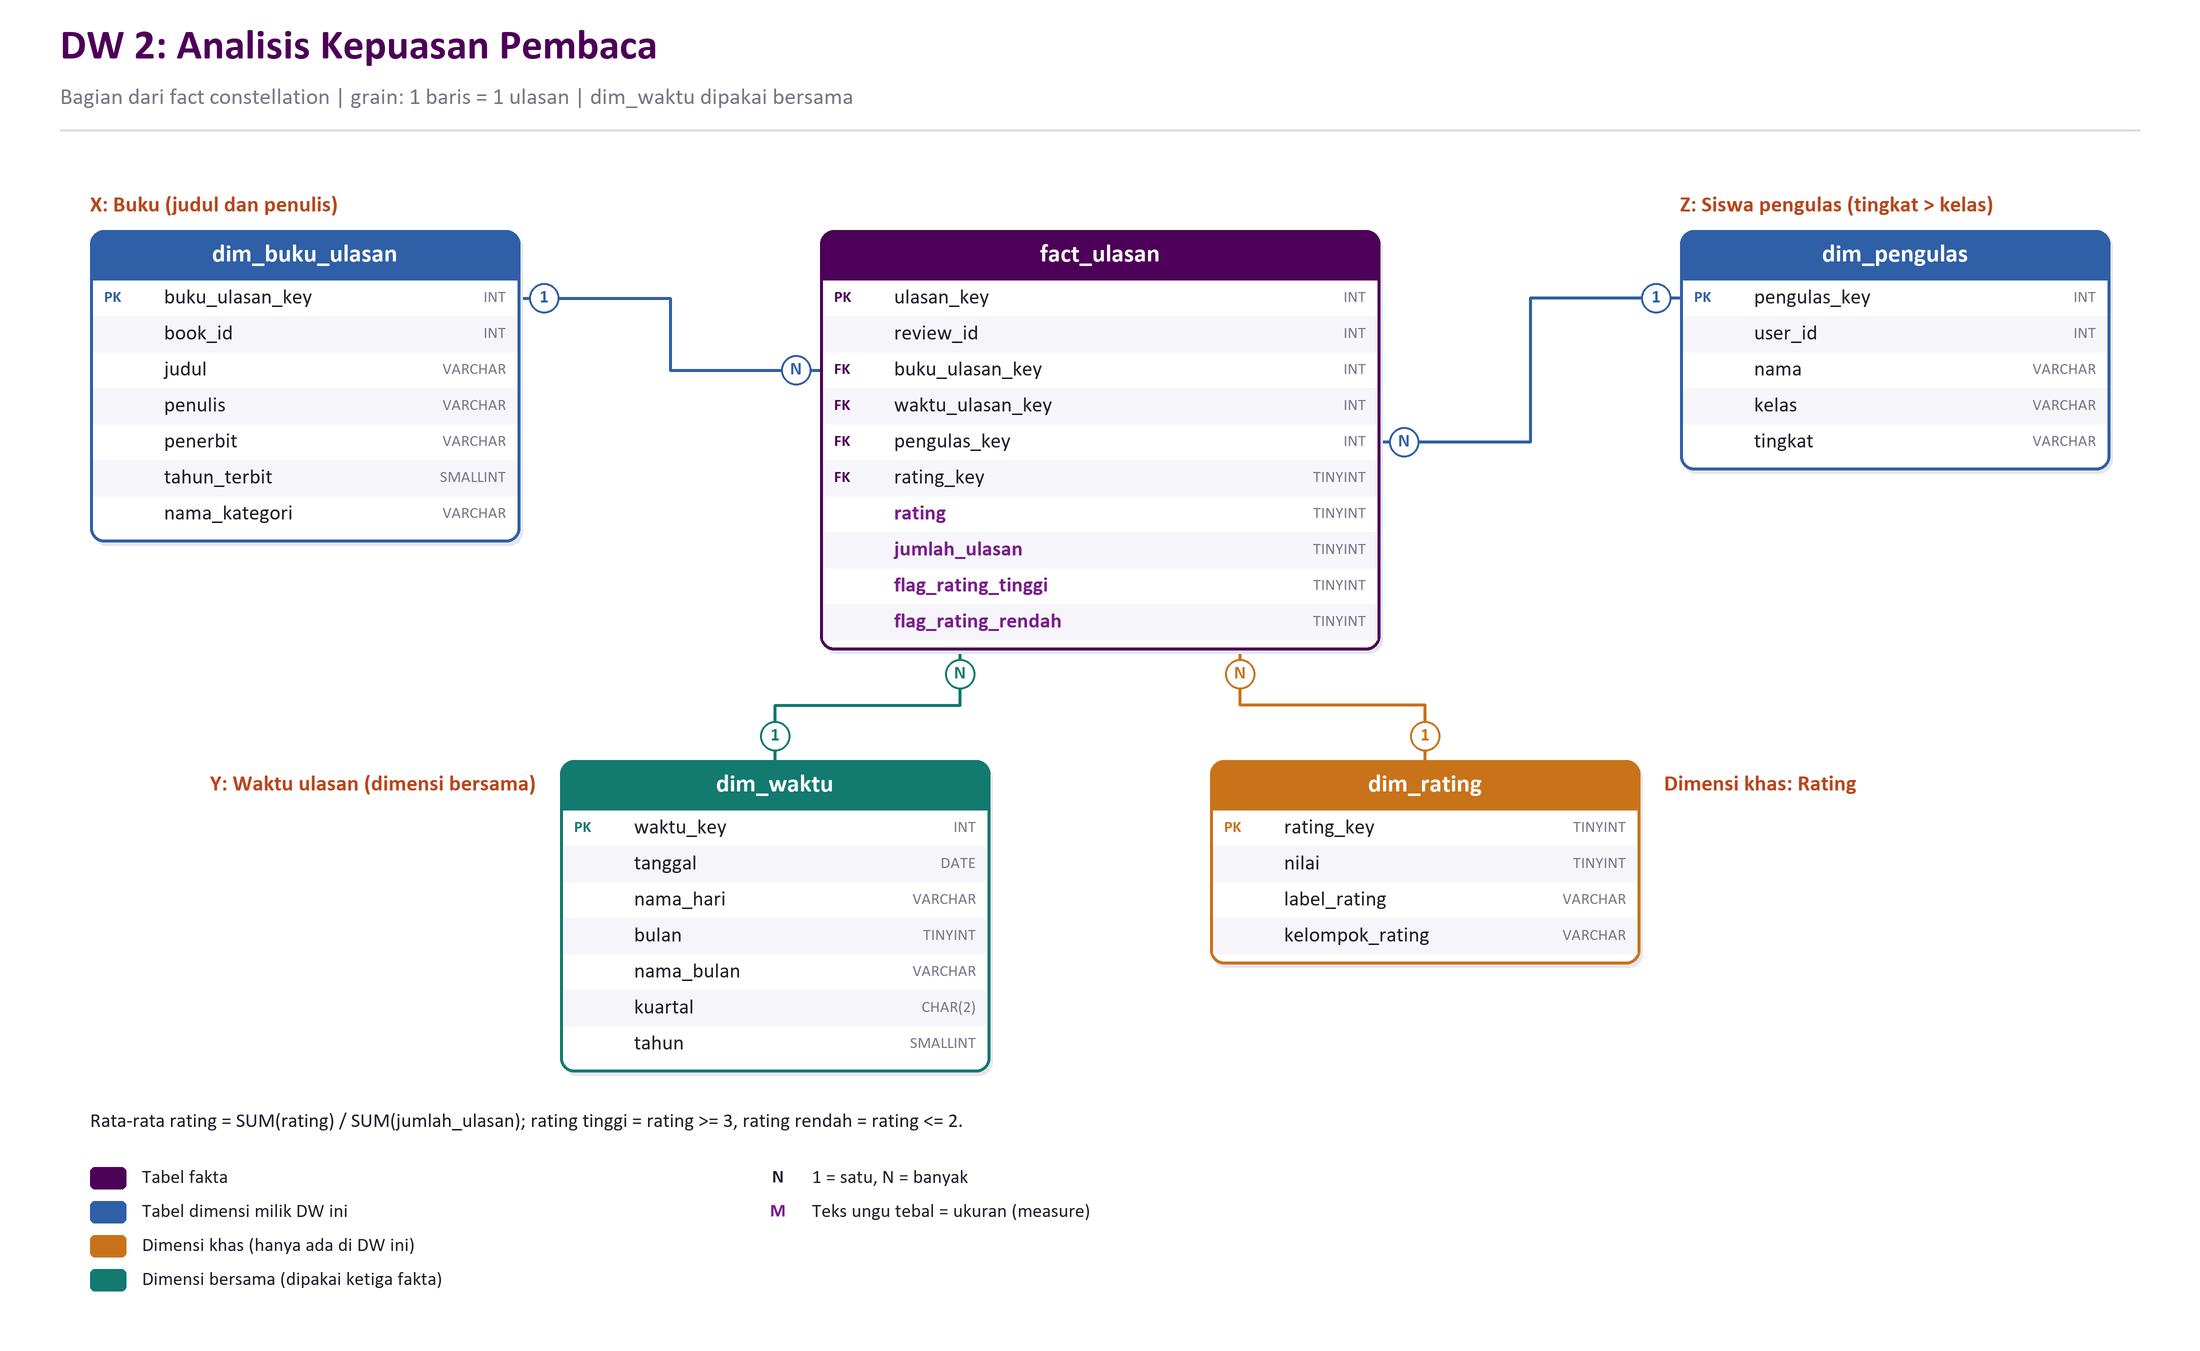 DW 2: Analisis Kepuasan Pembaca
Bagian dari fact constellation | grain: 1 baris = 1 ulasan | dim_waktu dipakai bersama
X: Buku (judul dan penulis)
dim_buku_ulasan
PK buku_ulasan_key INT
book_id INT
judul VARCHAR
penulis VARCHAR
penerbit VARCHAR
tahun_terbit SMALLINT
nama_kategori VARCHAR
1
N
fact_ulasan
PK ulasan_key INT
review_id INT
FK buku_ulasan_key INT
FK waktu_ulasan_key INT
FK pengulas_key INT
FK rating_key TINYINT
rating TINYINT
jumlah_ulasan TINYINT
flag_rating_tinggi TINYINT
flag_rating_rendah TINYINT
Z: Siswa pengulas (tingkat > kelas)
1
N
dim_pengulas
PK pengulas_key INT
user_id INT
nama VARCHAR
kelas VARCHAR
tingkat VARCHAR
N
N
1
1
Y: Waktu ulasan (dimensi bersama)
dim_waktu
PK waktu_key INT
tanggal DATE
nama_hari VARCHAR
bulan TINYINT
nama_bulan VARCHAR
kuartal CHAR(2)
tahun SMALLINT
dim_rating
PK rating_key TINYINT
nilai TINYINT
label_rating VARCHAR
kelompok_rating VARCHAR
Dimensi khas: Rating
Rata-rata rating = SUM(rating) / SUM(jumlah_ulasan); rating tinggi = rating >= 3, rating rendah = rating <= 2.
Tabel fakta
Tabel dimensi milik DW ini
Dimensi khas (hanya ada di DW ini)
Dimensi bersama (dipakai ketiga fakta)
N 1 = satu, N = banyak
M Teks ungu tebal = ukuran (measure)